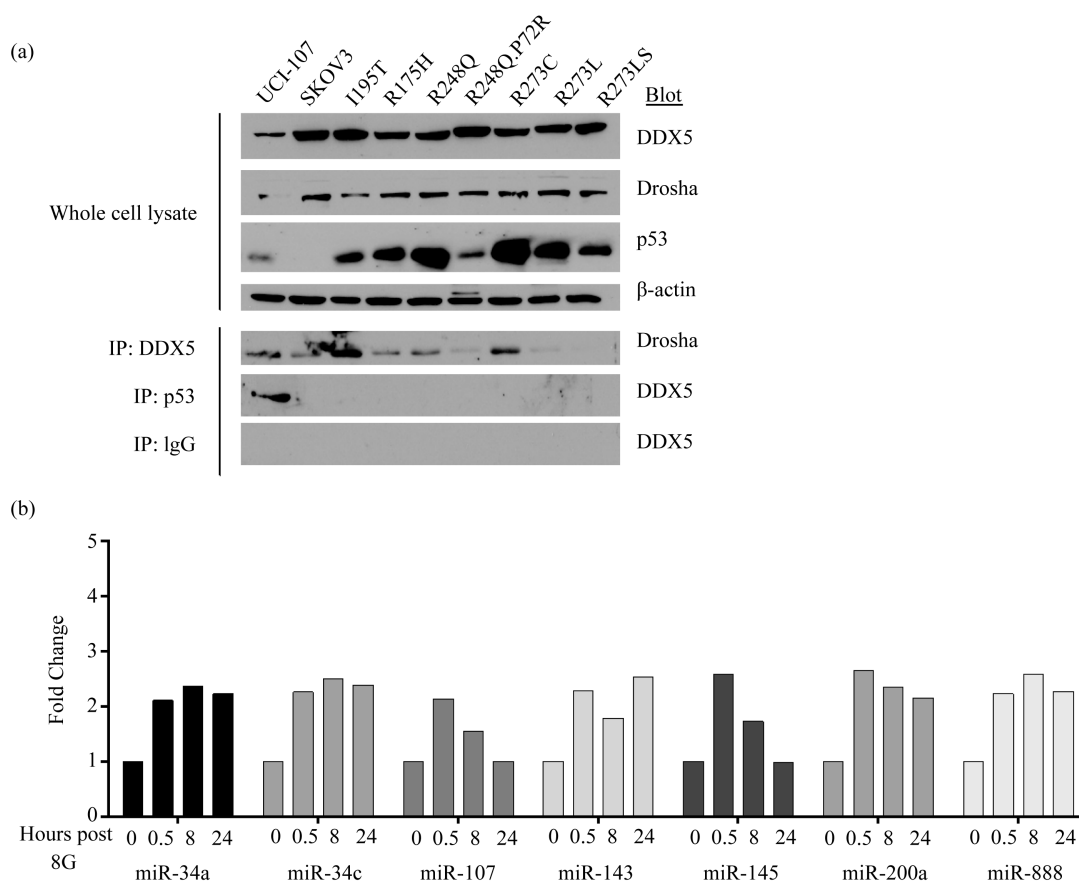 (a)
UCI-107 SKOV3 I195T R175H R248Q R248Q.P72R R273C R273L R273LS
Blot
DDX5
Drosha
Whole cell lysate
p53
β-actin
IP: DDX5 Drosha
IP: p53 DDX5
IP: lgG DDX5
(b)
5
4
3
2
1
0
Fold Change
Hours post 0 0.5 8 24 0 0.5 8 24 0 0.5 8 24 0 0.5 8 24 0 0.5 8 24 0 0.5 8 24 0 0.5 8 24
8G
miR-34a miR-34c miR-107 miR-143 miR-145 miR-200a miR-888